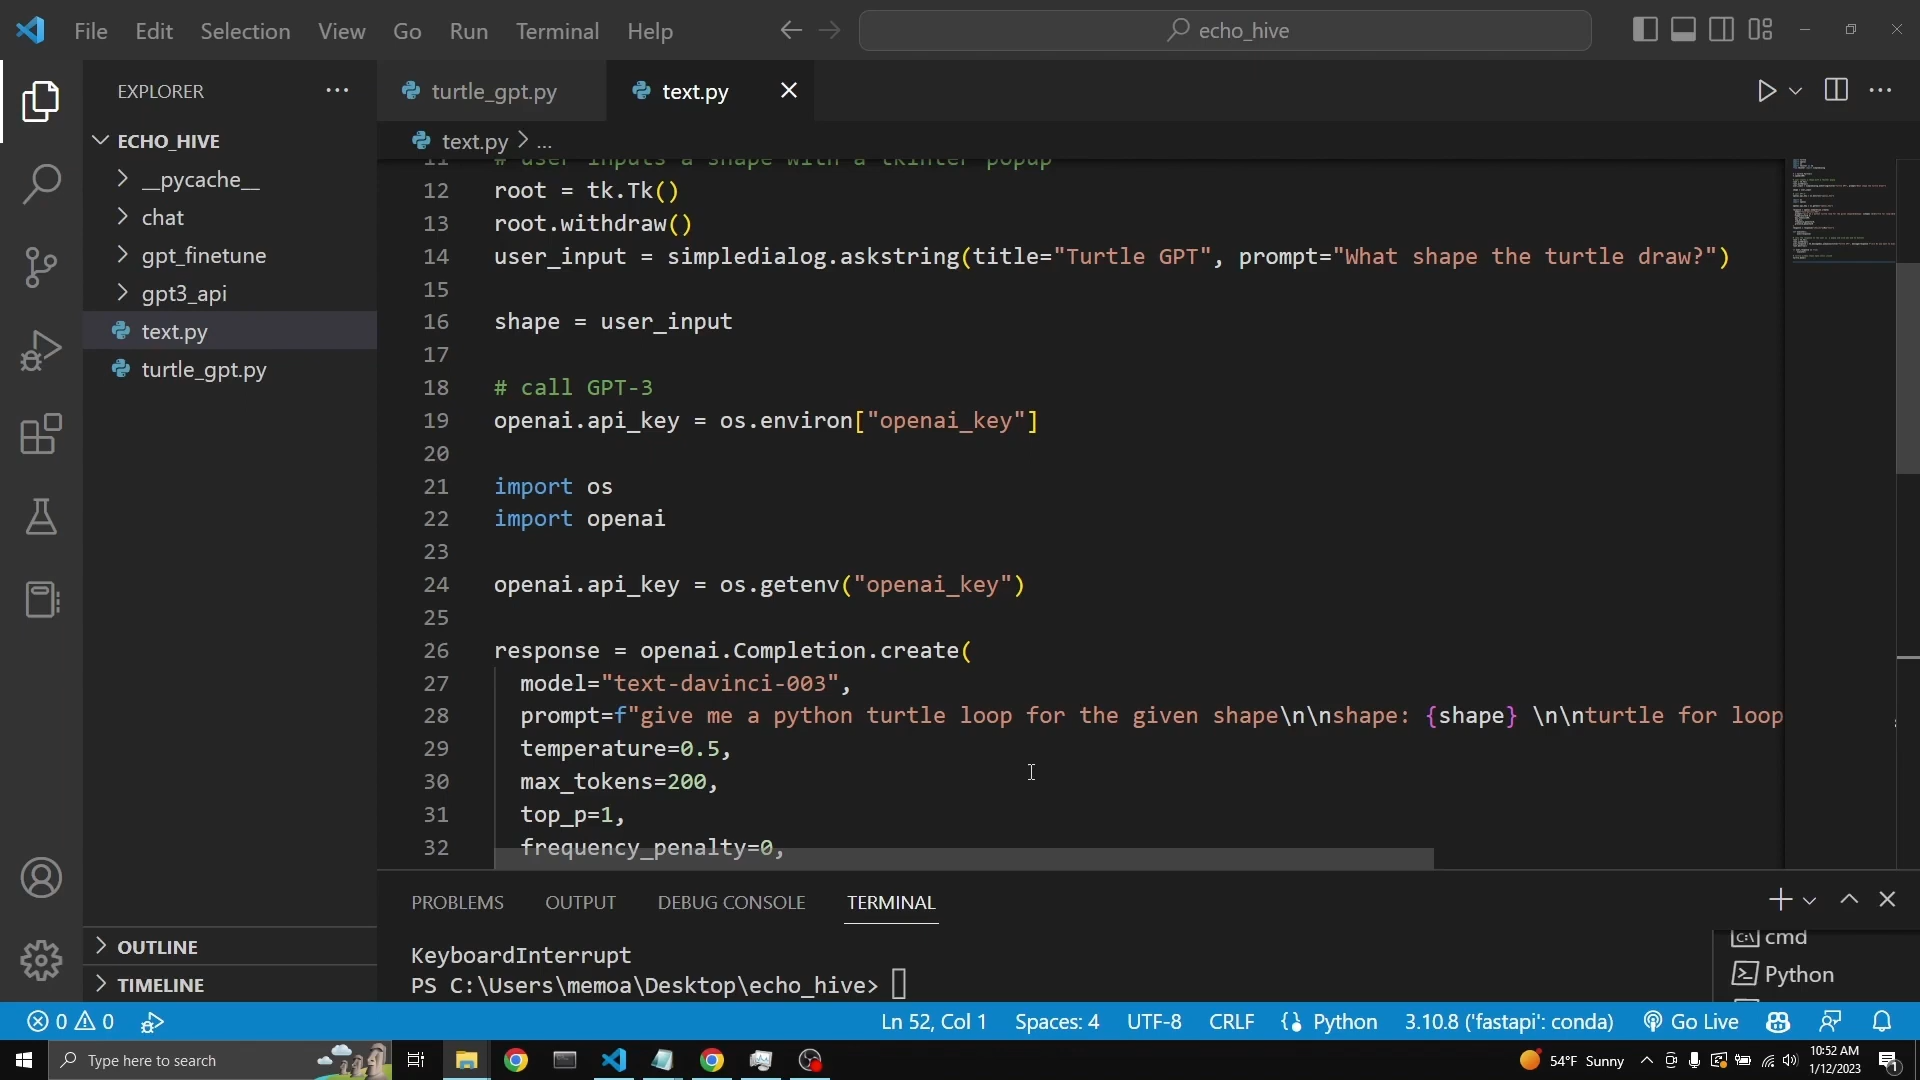 File Edit Selection View Go Run Terminal Help
echo_hive
EXPLORER
ECHO_HIVE
__pycache__
chat
gpt_finetune
gpt3_api
text.py
turtle_gpt.py
OUTLINE
TIMELINE
turtle_gpt.py text.py
text.py > ...
11 # user inputs a shape with a tkinter popup
12 root = tk.Tk()
13 root.withdraw()
14 user_input = simpledialog.askstring(title="Turtle GPT", prompt="What shape the turtle draw?")
15
16 shape = user_input
17
18 # call GPT-3
19 openai.api_key = os.environ["openai_key"]
20
21 import os
22 import openai
23
24 openai.api_key = os.getenv("openai_key")
25
26 response = openai.Completion.create(
27 model="text-davinci-003",
28 prompt=f"give me a python turtle loop for the given shape\n\nshape: {shape} \n\nturtle for loop
29 temperature=0.5,
30 max_tokens=200,
31 top_p=1,
32 frequency_penalty=0,
PROBLEMS OUTPUT DEBUG CONSOLE TERMINAL
KeyboardInterrupt
PS C:\Users\memoa\Desktop\echo_hive>
cmd
Python
0 0 Ln 52, Col 1 Spaces: 4 UTF-8 CRLF Python 3.10.8 ('fastapi': conda) Go Live
Type here to search
54°F Sunny
10:52 AM
1/12/2023
1